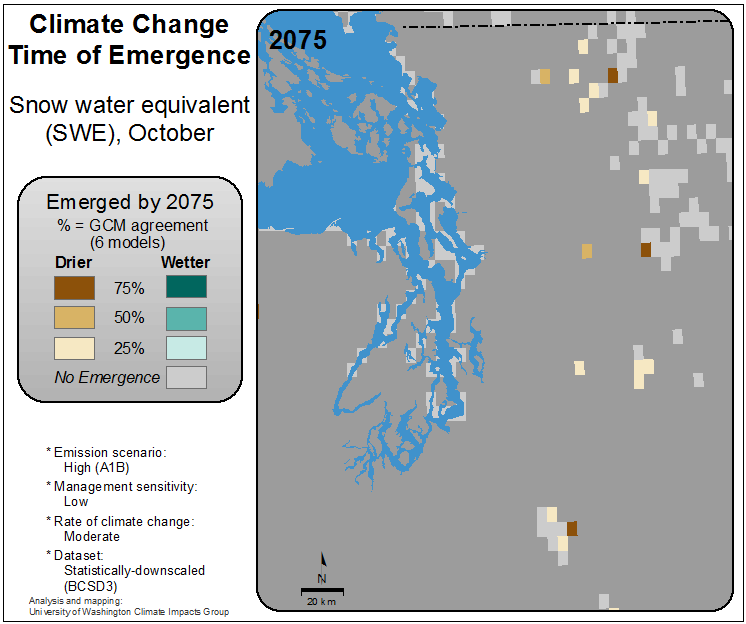 Climate Change
Time of Emergence
Snow water equivalent
(SWE), October
Emerged by 2075
% = GCM agreement
(6 models)
Drier Wetter
75%
50%
25%
No Emergence
* Emission scenario:
High (A1B)
* Management sensitivity:
Low
* Rate of climate change:
Moderate
* Dataset:
Statistically-downscaled
(BCSD3)
Analysis and mapping:
University of Washington Climate Impacts Group
2075
N
20 km